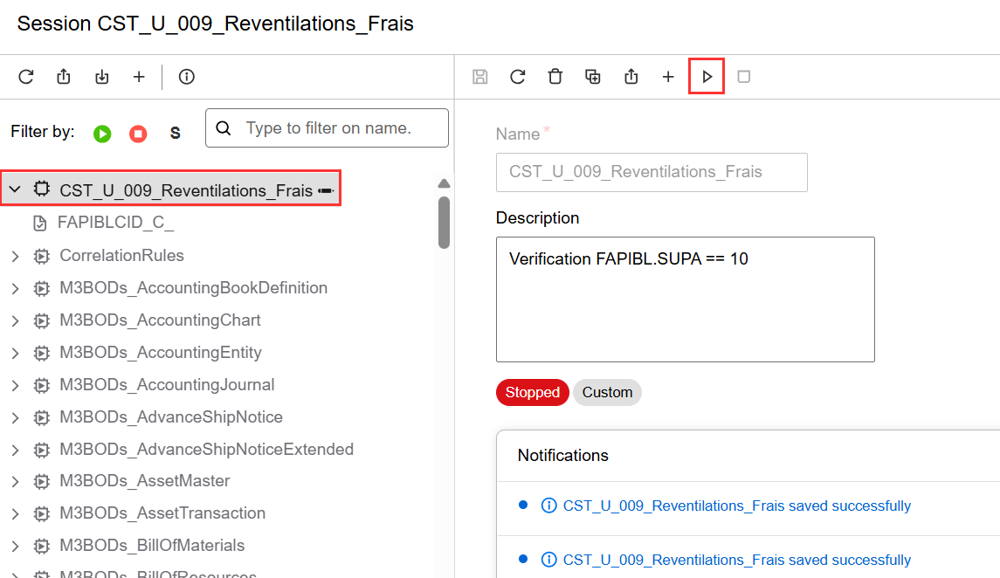 Session CST_U_009_Reventilations_Frais
Filter by:
S
Type to filter on name.
CST_U_009_Reventilations_Frais
FAPIBLCID_C_
CorrelationRules
M3BODs_AccountingBookDefinition
M3BODs_AccountingChart
M3BODs_AccountingEntity
M3BODs_AccountingJournal
M3BODs_AdvanceShipNotice
M3BODs_AdvanceShipNoticeExtended
M3BODs_AssetMaster
M3BODs_AssetTransaction
M3BODs_BillOfMaterials
M3BODs_BillOfResources
Name *
CST_U_009_Reventilations_Frais
Description
Verification FAPIBL.SUPA == 10
Stopped Custom
Notifications
CST_U_009_Reventilations_Frais saved successfully
CST_U_009_Reventilations_Frais saved successfully